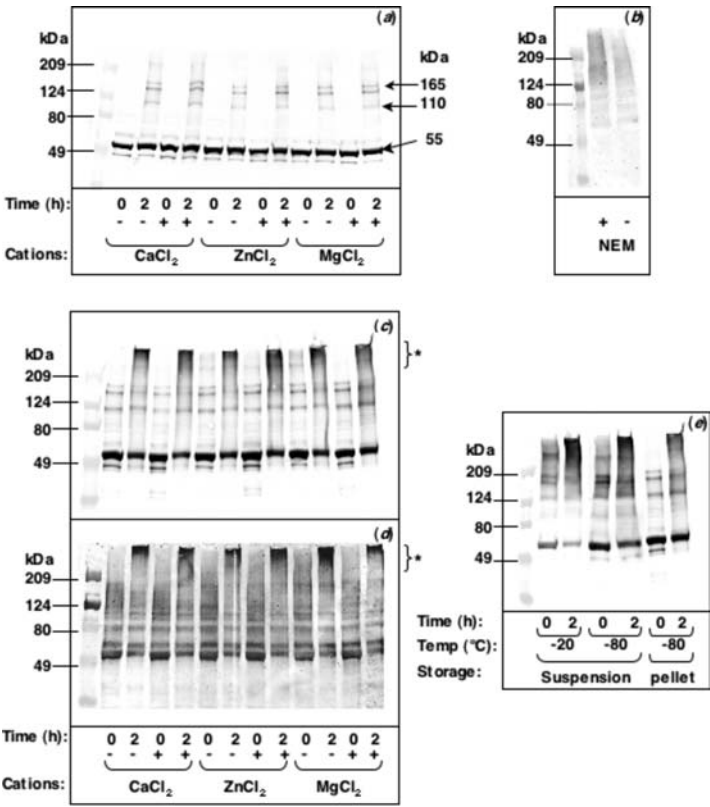 (a)
kDa
209
124
80
49
165
110
55
Time (h): 0 2 0 2 0 2 0 2 0 2 0 2
- - + + - - + + - - + +
Cations: CaCl₂ ZnCl₂ MgCl₂
(b)
kDa
209
124
80
49
+ -
NEM
(c)
kDa
209
124
80
49
*
(d)
kDa
209
124
80
49
*
Time (h): 0 2 0 2 0 2 0 2 0 2 0 2
- - + + - - + + - - + +
Cations: CaCl₂ ZnCl₂ MgCl₂
(e)
kDa
209
124
80
49
Time (h): 0 2 0 2 0 2
Temp (°C): -20 -80 -80
Storage: Suspension pellet